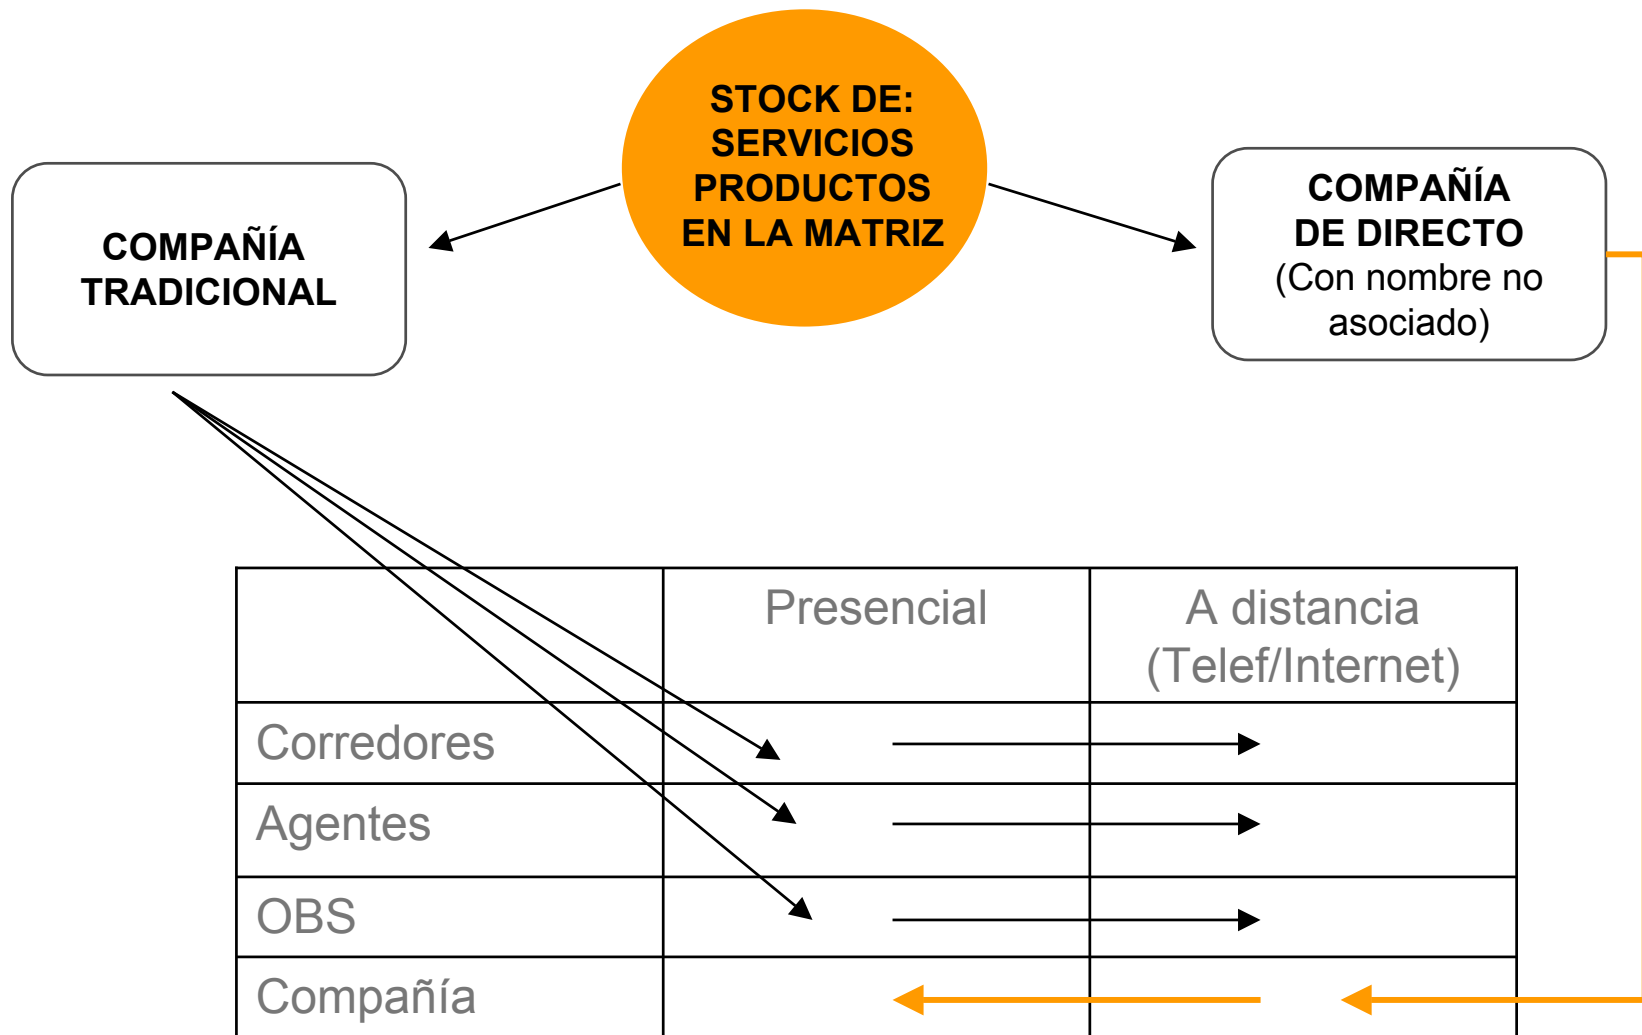 STOCK DE:
SERVICIOS
PRODUCTOS
EN LA MATRIZ
COMPAÑÍA
TRADICIONAL
COMPAÑÍA
DE DIRECTO
(Con nombre no
asociado)
Presencial
A distancia
(Telef/Internet)
Corredores
Agentes
OBS
Compañía